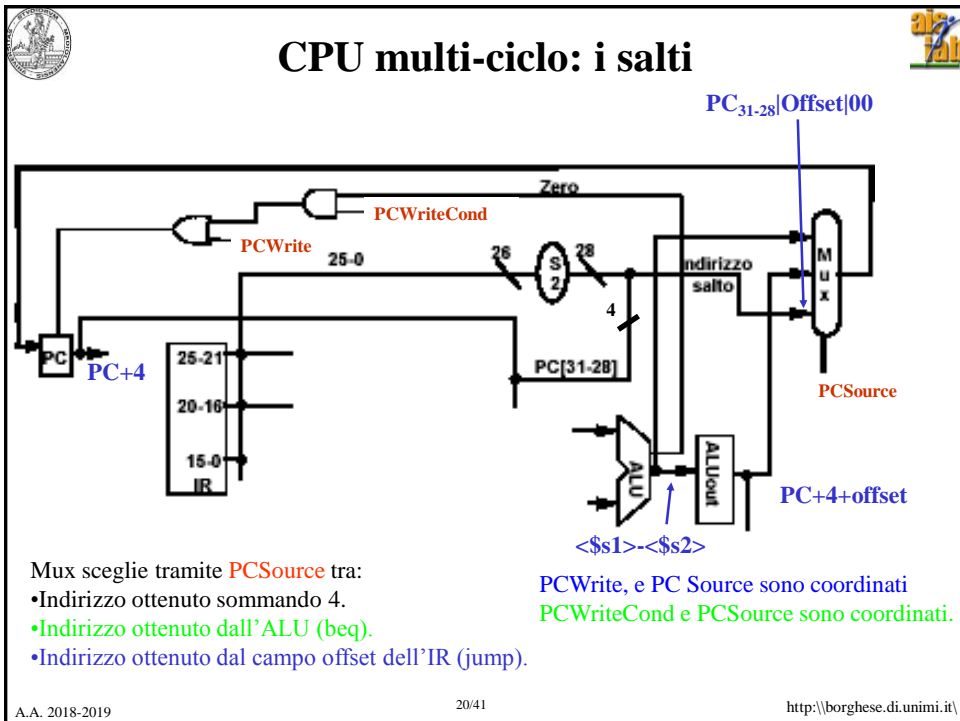 CPU multi-ciclo: i salti
PC31-28|Offset|00
Zero
PCWriteCond
PCWrite
25-0
26
S
2
28
ndirizzo
salto
M
u
x
4
PC
PC+4
25-21
20-16
15-0
IR
PC[31-28]
PCSource
ALU
ALUout
PC+4+offset
<$s1>-<$s2>
Mux sceglie tramite PCSource tra:
•Indirizzo ottenuto sommando 4.
•Indirizzo ottenuto dall'ALU (beq).
•Indirizzo ottenuto dal campo offset dell'IR (jump).
PCWrite, e PC Source sono coordinati
PCWriteCond e PCSource sono coordinati.
A.A. 2018-2019
20/41
http:\\borghese.di.unimi.it\